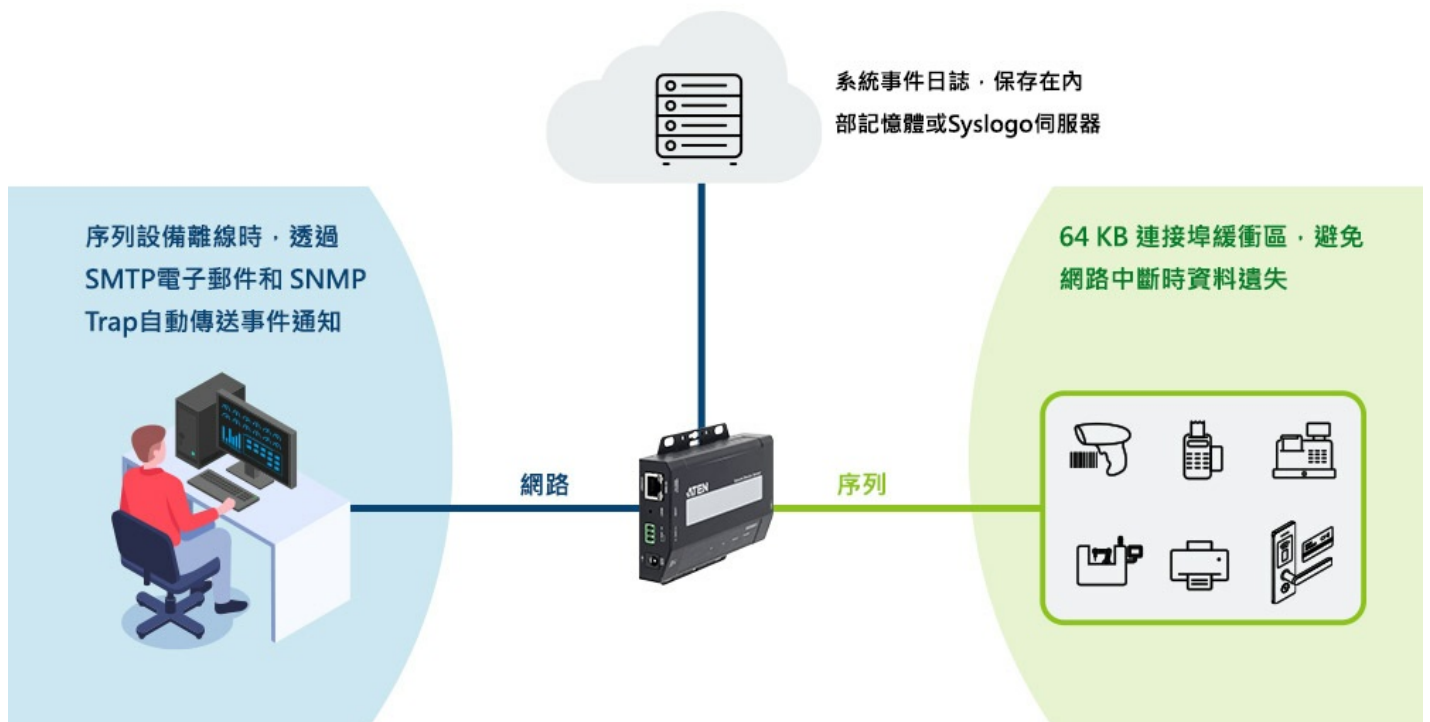 系統事件日誌，保存在內
部記憶體或Syslogo伺服器
序列設備離線時，透過
SMTP電子郵件和 SNMP
Trap自動傳送事件通知
64 KB 連接埠緩衝區，避免
網路中斷時資料遺失
網路
序列
ATEN